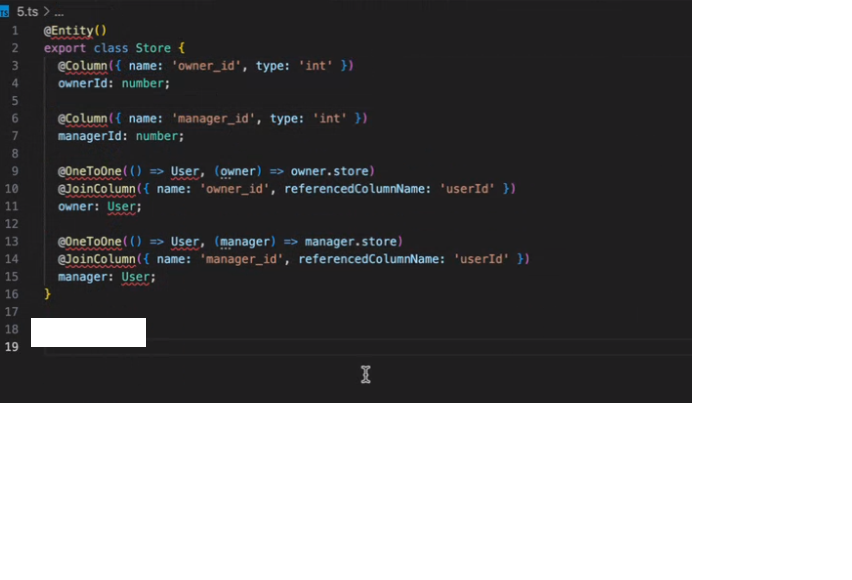 5.ts > ...
1 @Entity()
2 export class Store {
3 @Column({ name: 'owner_id', type: 'int' })
4 ownerId: number;
5
6 @Column({ name: 'manager_id', type: 'int' })
7 managerId: number;
8
9 @OneToOne(() => User, (owner) => owner.store)
10 @JoinColumn({ name: 'owner_id', referencedColumnName: 'userId' })
11 owner: User;
12
13 @OneToOne(() => User, (manager) => manager.store)
14 @JoinColumn({ name: 'manager_id', referencedColumnName: 'userId' })
15 manager: User;
16 }
17
18
19